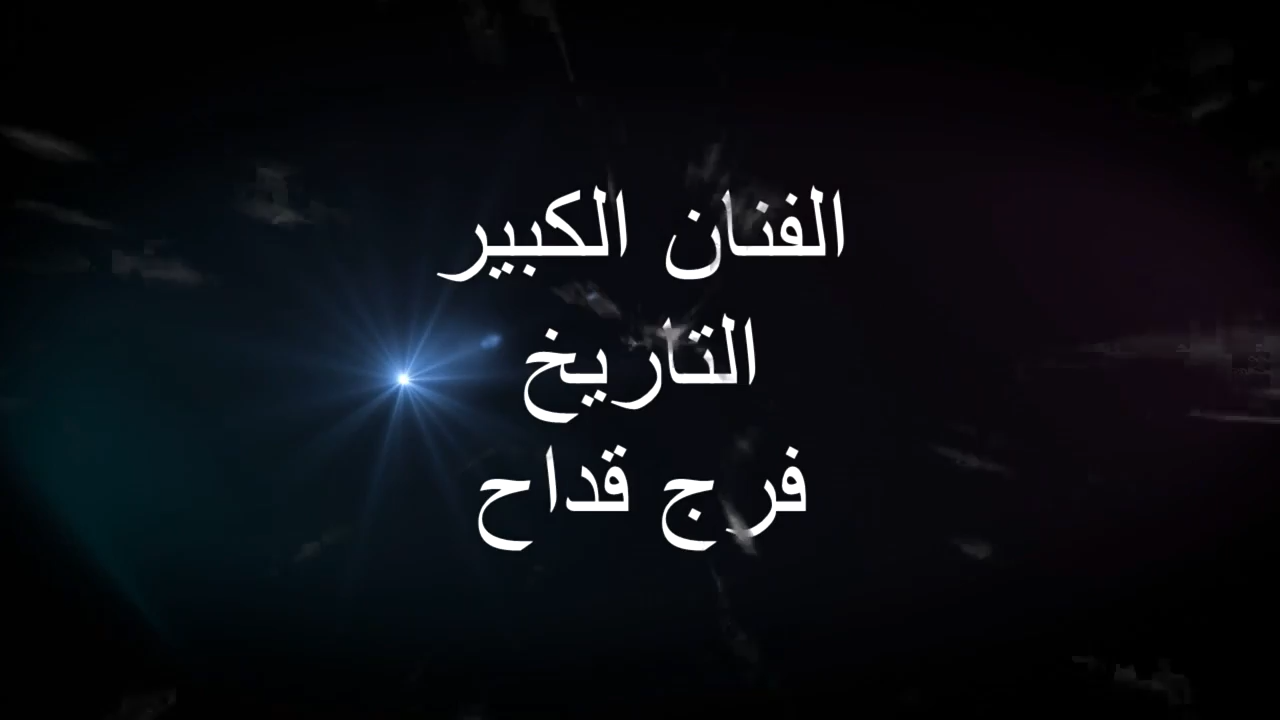 الفنان الكبير
التاريخ
فرج قداح